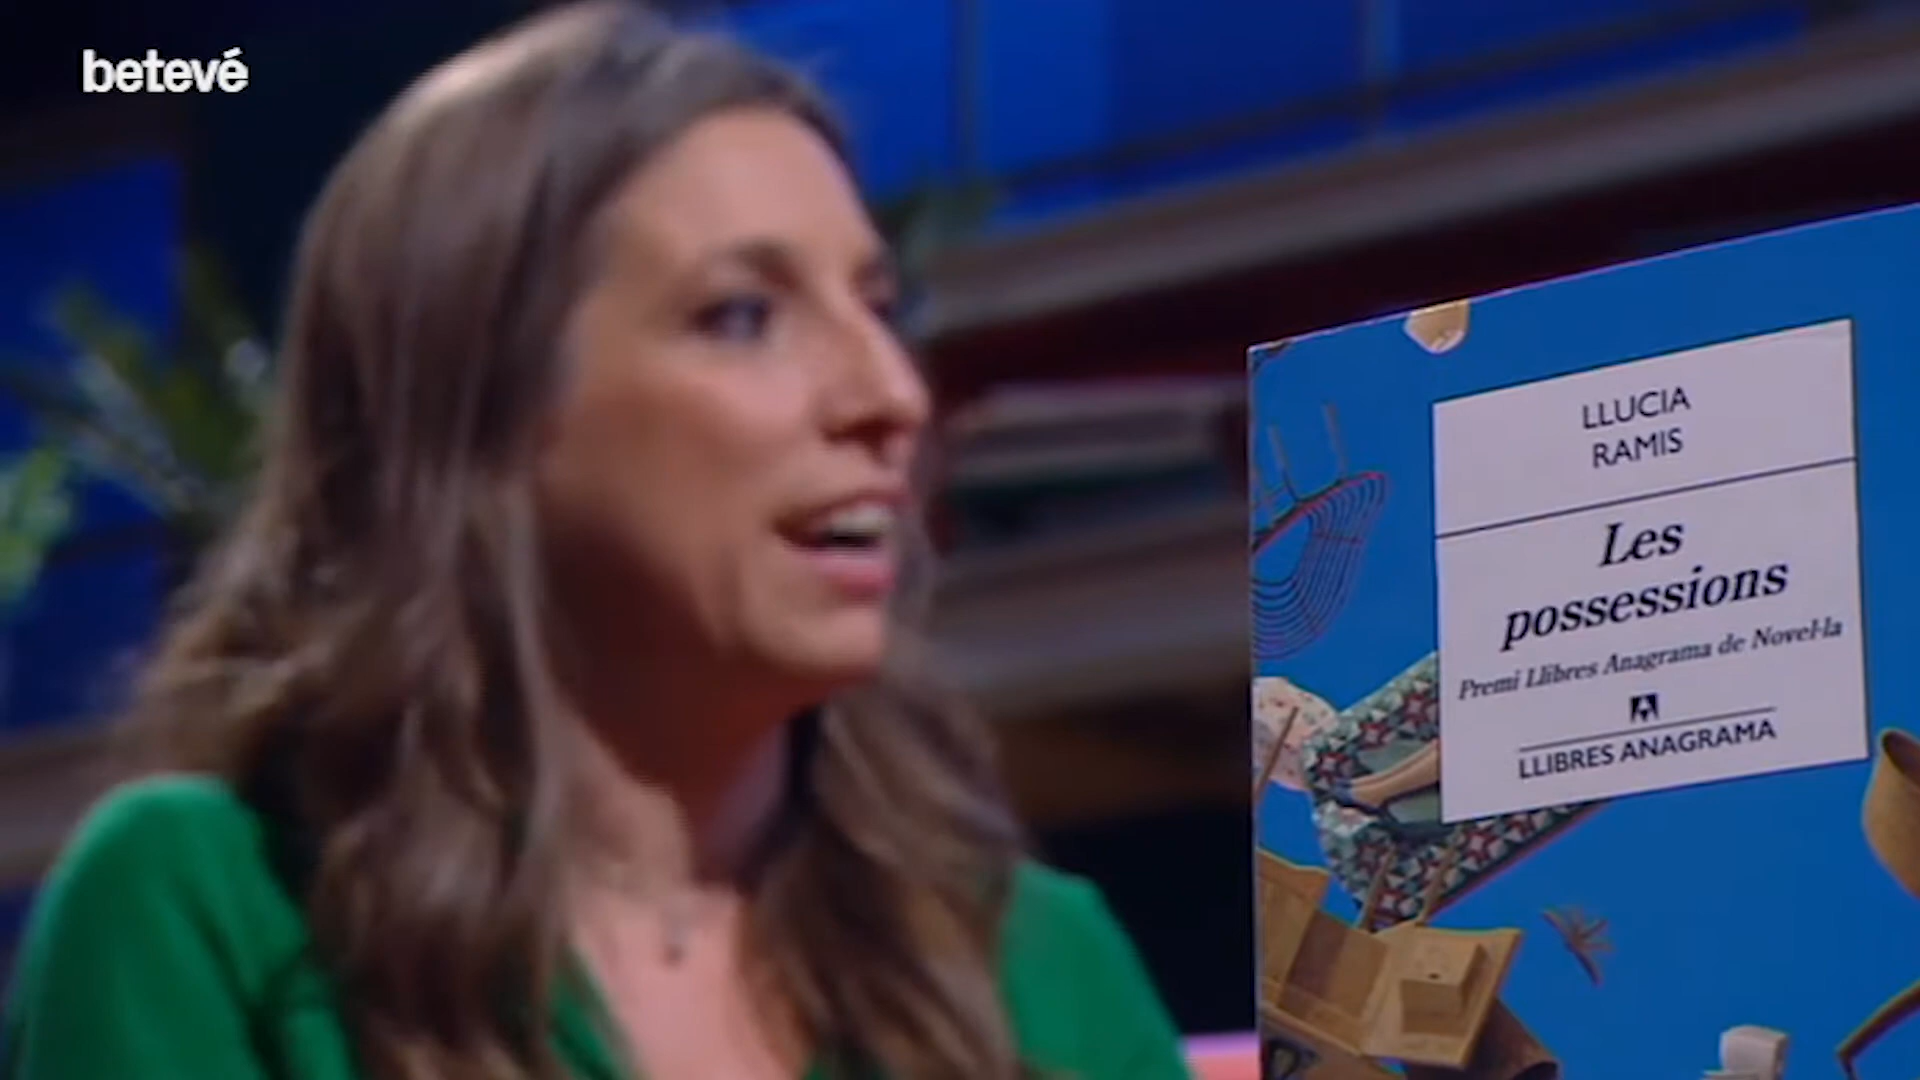 betevé
LLUCIA
RAMIS
Les
possessions
Premi Llibres Anagrama de Novel·la
LLIBRES ANAGRAMA